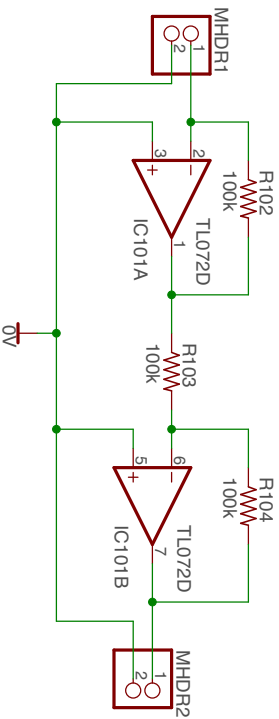 MHDR1
1
2
R102
100k
2
3
TL072D
1
IC101A
R103
100k
0V
6
5
R104
100k
TL072D
7
IC101B
1
2
MHDR2